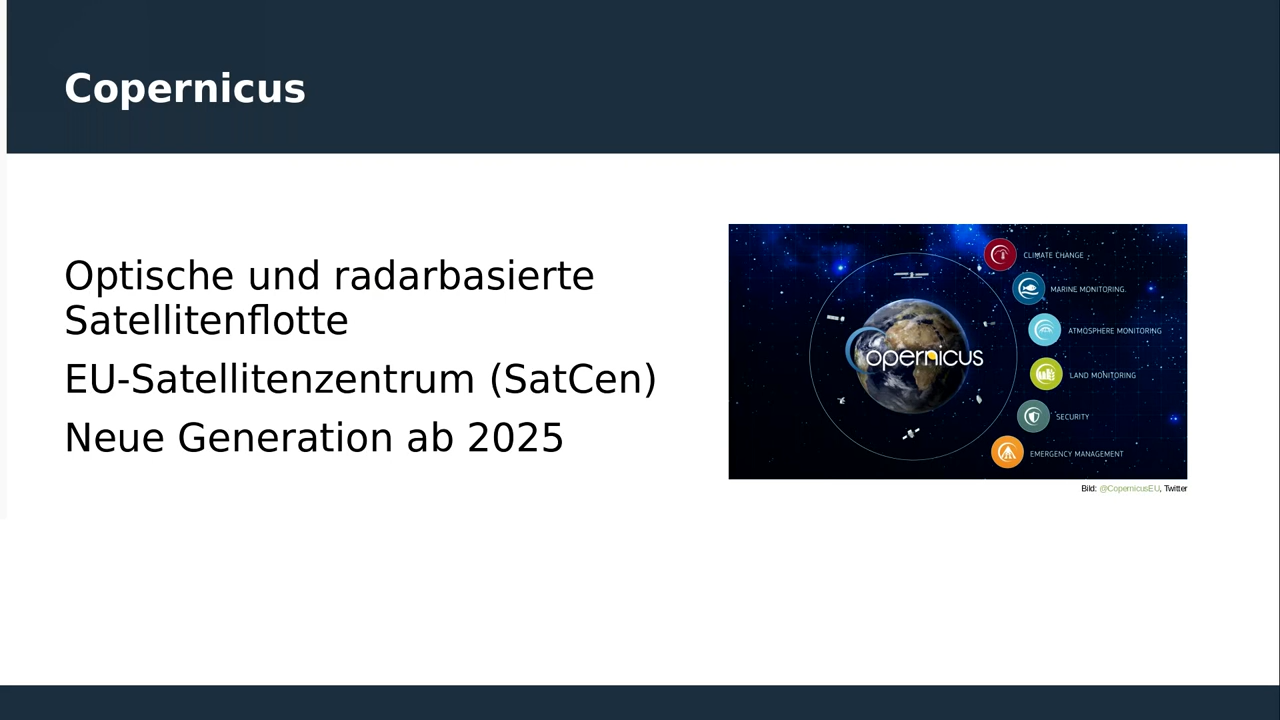 Copernicus
Optische und radarbasierte
Satellitenflotte
EU-Satellitenzentrum (SatCen)
Neue Generation ab 2025
CLIMATE CHANGE
MARINE MONITORING
ATMOSPHERE MONITORING
opernicus
LAND MONITORING
SECURITY
EMERGENCY MANAGEMENT
Bild: @CopernicusEU, Twitter